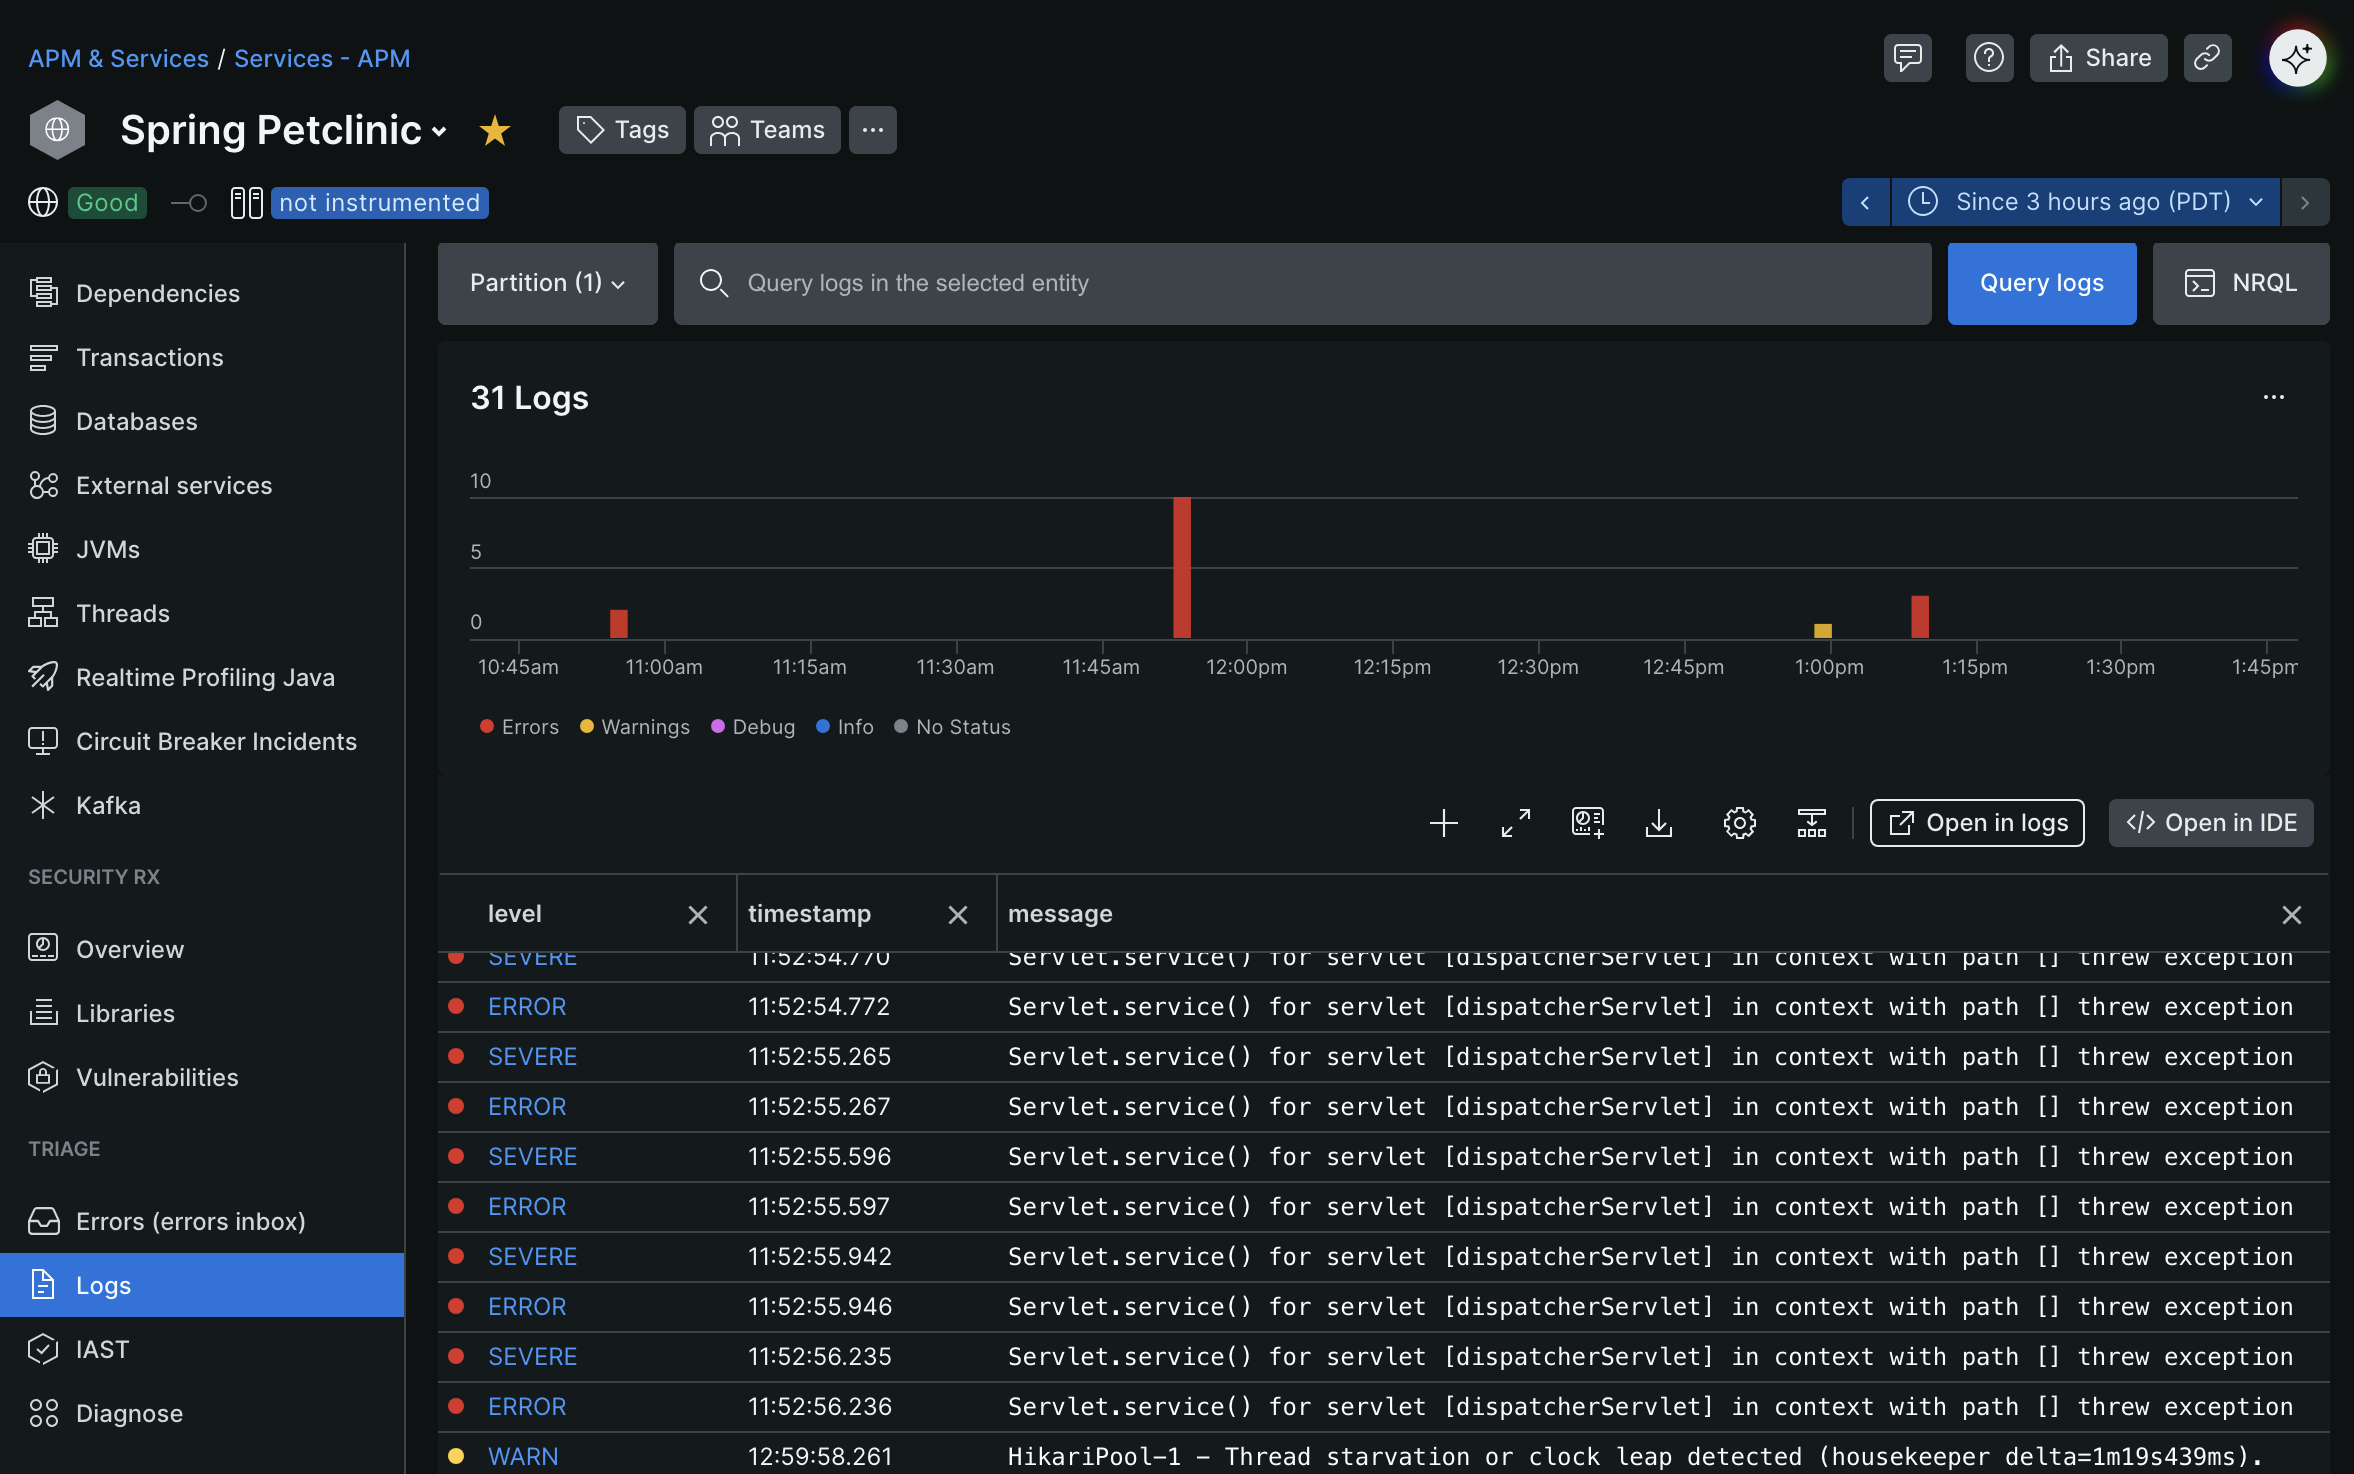 APM & Services / Services - APM
Share
Spring Petclinic
Tags
Teams
Good
not instrumented
Since 3 hours ago (PDT)
Dependencies
Transactions
Databases
External services
JVMs
Threads
Realtime Profiling Java
Circuit Breaker Incidents
Kafka
SECURITY RX
Overview
Libraries
Vulnerabilities
TRIAGE
Errors (errors inbox)
Logs
IAST
Diagnose
Partition (1)
Query logs in the selected entity
Query logs
NRQL
31 Logs
10
5
0
10:45am 11:00am 11:15am 11:30am 11:45am 12:00pm 12:15pm 12:30pm 12:45pm 1:00pm 1:15pm 1:30pm 1:45pm
Errors Warnings Debug Info No Status
Open in logs
Open in IDE
level timestamp message
SEVERE 11:52:54.770 Servlet.service() for servlet [dispatcherServlet] in context with path [] threw exception
ERROR 11:52:54.772 Servlet.service() for servlet [dispatcherServlet] in context with path [] threw exception
SEVERE 11:52:55.265 Servlet.service() for servlet [dispatcherServlet] in context with path [] threw exception
ERROR 11:52:55.267 Servlet.service() for servlet [dispatcherServlet] in context with path [] threw exception
SEVERE 11:52:55.596 Servlet.service() for servlet [dispatcherServlet] in context with path [] threw exception
ERROR 11:52:55.597 Servlet.service() for servlet [dispatcherServlet] in context with path [] threw exception
SEVERE 11:52:55.942 Servlet.service() for servlet [dispatcherServlet] in context with path [] threw exception
ERROR 11:52:55.946 Servlet.service() for servlet [dispatcherServlet] in context with path [] threw exception
SEVERE 11:52:56.235 Servlet.service() for servlet [dispatcherServlet] in context with path [] threw exception
ERROR 11:52:56.236 Servlet.service() for servlet [dispatcherServlet] in context with path [] threw exception
WARN 12:59:58.261 HikariPool-1 - Thread starvation or clock leap detected (housekeeper delta=1m19s439ms).